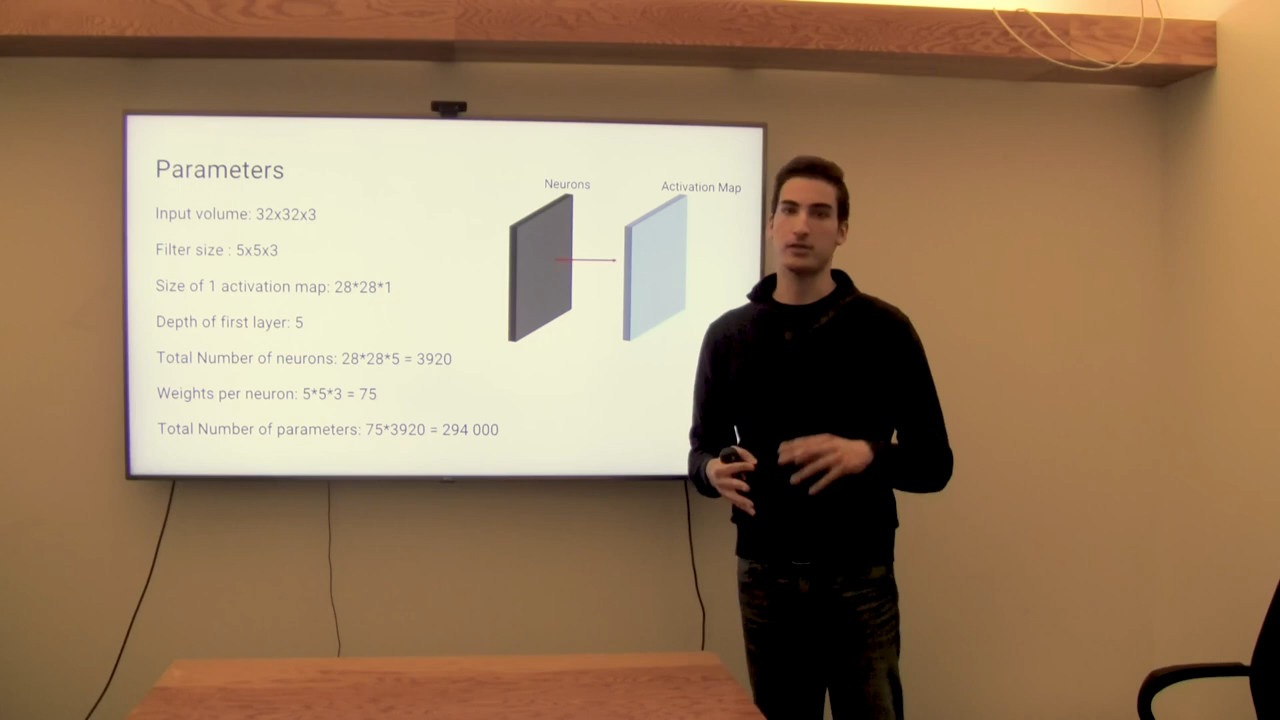 Parameters
Neurons
Activation Map
Input volume: 32x32x3
Filter size : 5x5x3
Size of 1 activation map: 28*28*1
Depth of first layer: 5
Total Number of neurons: 28*28*5 = 3920
Weights per neuron: 5*5*3 = 75
Total Number of parameters: 75*3920 = 294 000